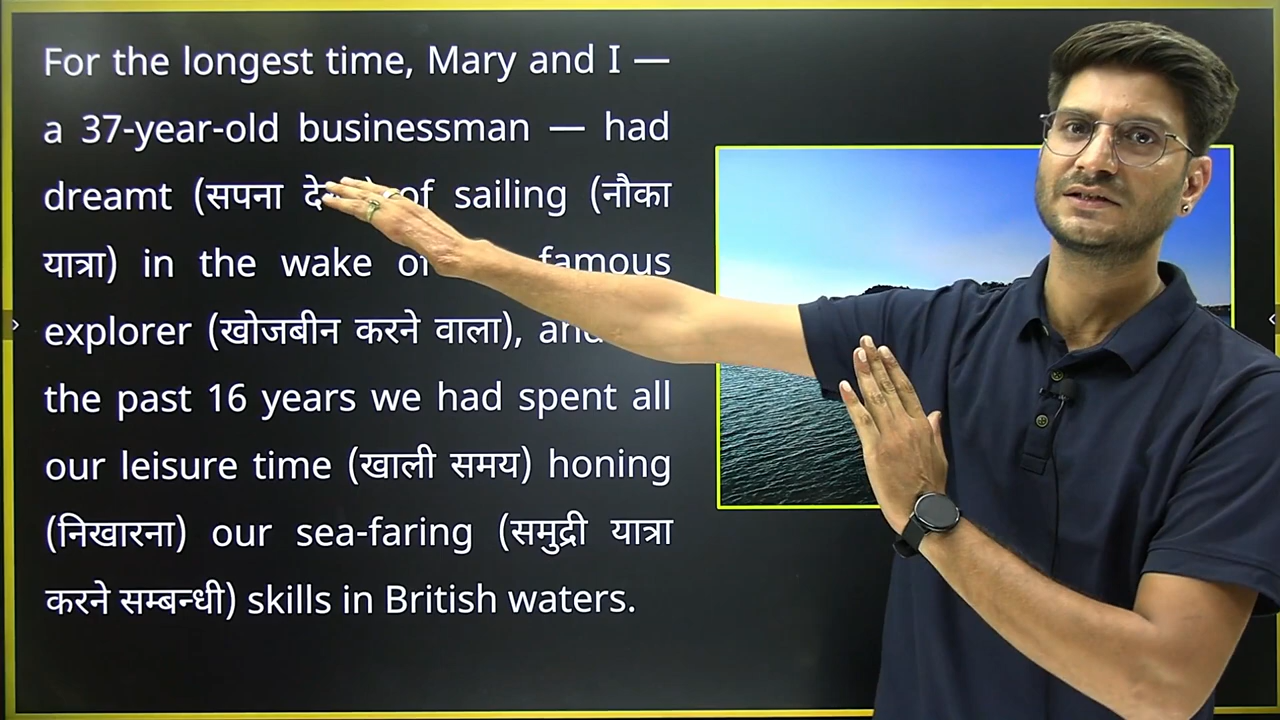 For the longest time, Mary and I —
a 37-year-old businessman — had
dreamt (सपना of sailing (नौका
यात्रा) in the wake famous
explorer (खोजबीन करने वाला),
the past 16 years we had spent all
our leisure time (खाली समय) honing
(निखारना) our sea-faring (समुद्री यात्रा
करने सम्बन्धी) skills in British waters.